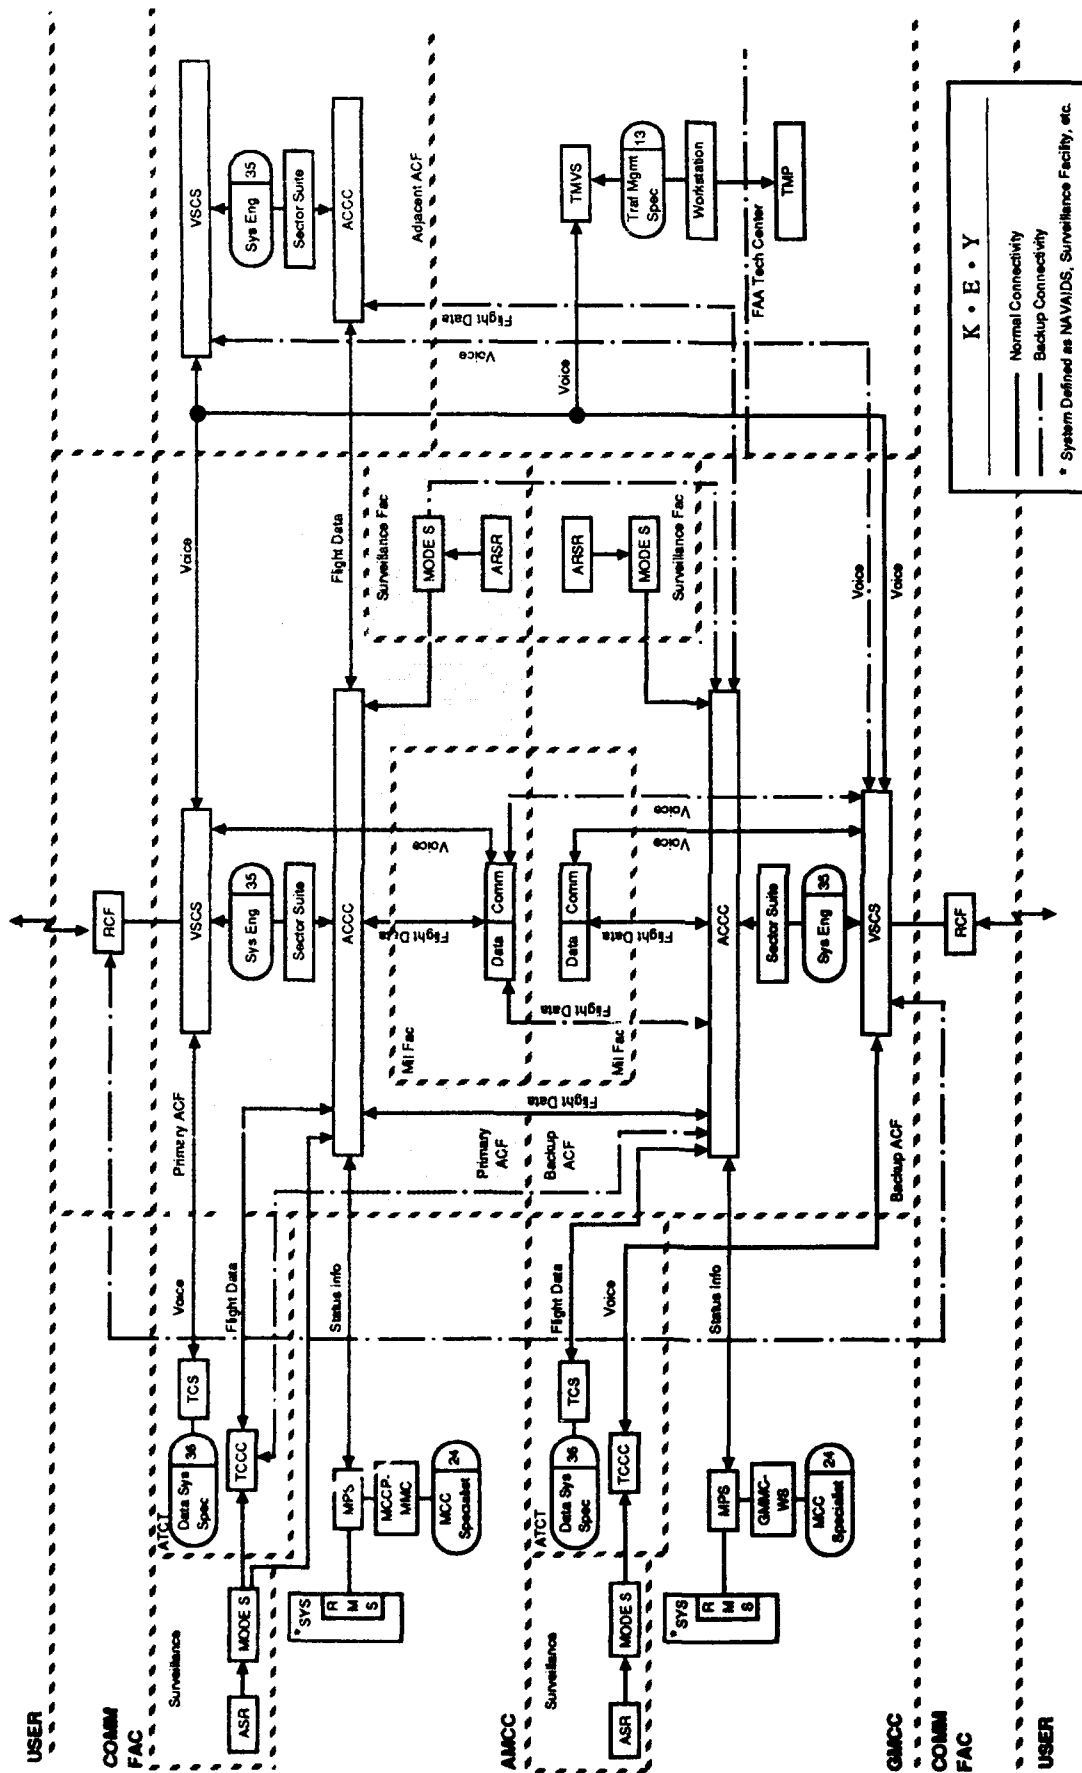 USER
COMM
FAC
RCF
Surveillance
ATCT
Voice
Primary ACF
Voice
Data Sys
Spec
36
TCS
VSCS
VSCS
ASR
MODE S
TCCC
Flight Data
Sys Eng
35
Sys Eng
35
Sector Suite
Sector Suite
Voice
* SYS
R
M
S
Status Info
Flight Data
MPS
ACCC
ACCC
MCCP-
MMC
Surveillance Fac
Flight Data
Mil Fac
Voice
Adjacent ACF
MCC
Specialist
24
MODE S
Flight Data
Primary
ACF
ARSR
Data
Comm
AMCC
Surveillance
ATCT
Flight Data
Backup
ACF
Flight Data
Voice
Data Sys
Spec
36
TCS
Flight Data
Data
Comm
ARSR
TMVS
ASR
MODE S
TCCC
Voice
Mil Fac
MODE S
Traf Mgmt
Spec
13
Flight Data
Voice
Surveillance Fac
* SYS
R
M
S
Status Info
Voice
Workstation
MPS
ACCC
FAA Tech Center
GMMC-
WS
Sector Suite
TMP
MCC
Specialist
24
Sys Eng
35
Voice
VSCS
Voice
GMCC
Backup ACF
COMM
FAC
RCF
USER
K • E • Y
Normal Connectivity
Backup Connectivity
* System Defined as NAVAIDS, Surveillance Facility, etc.